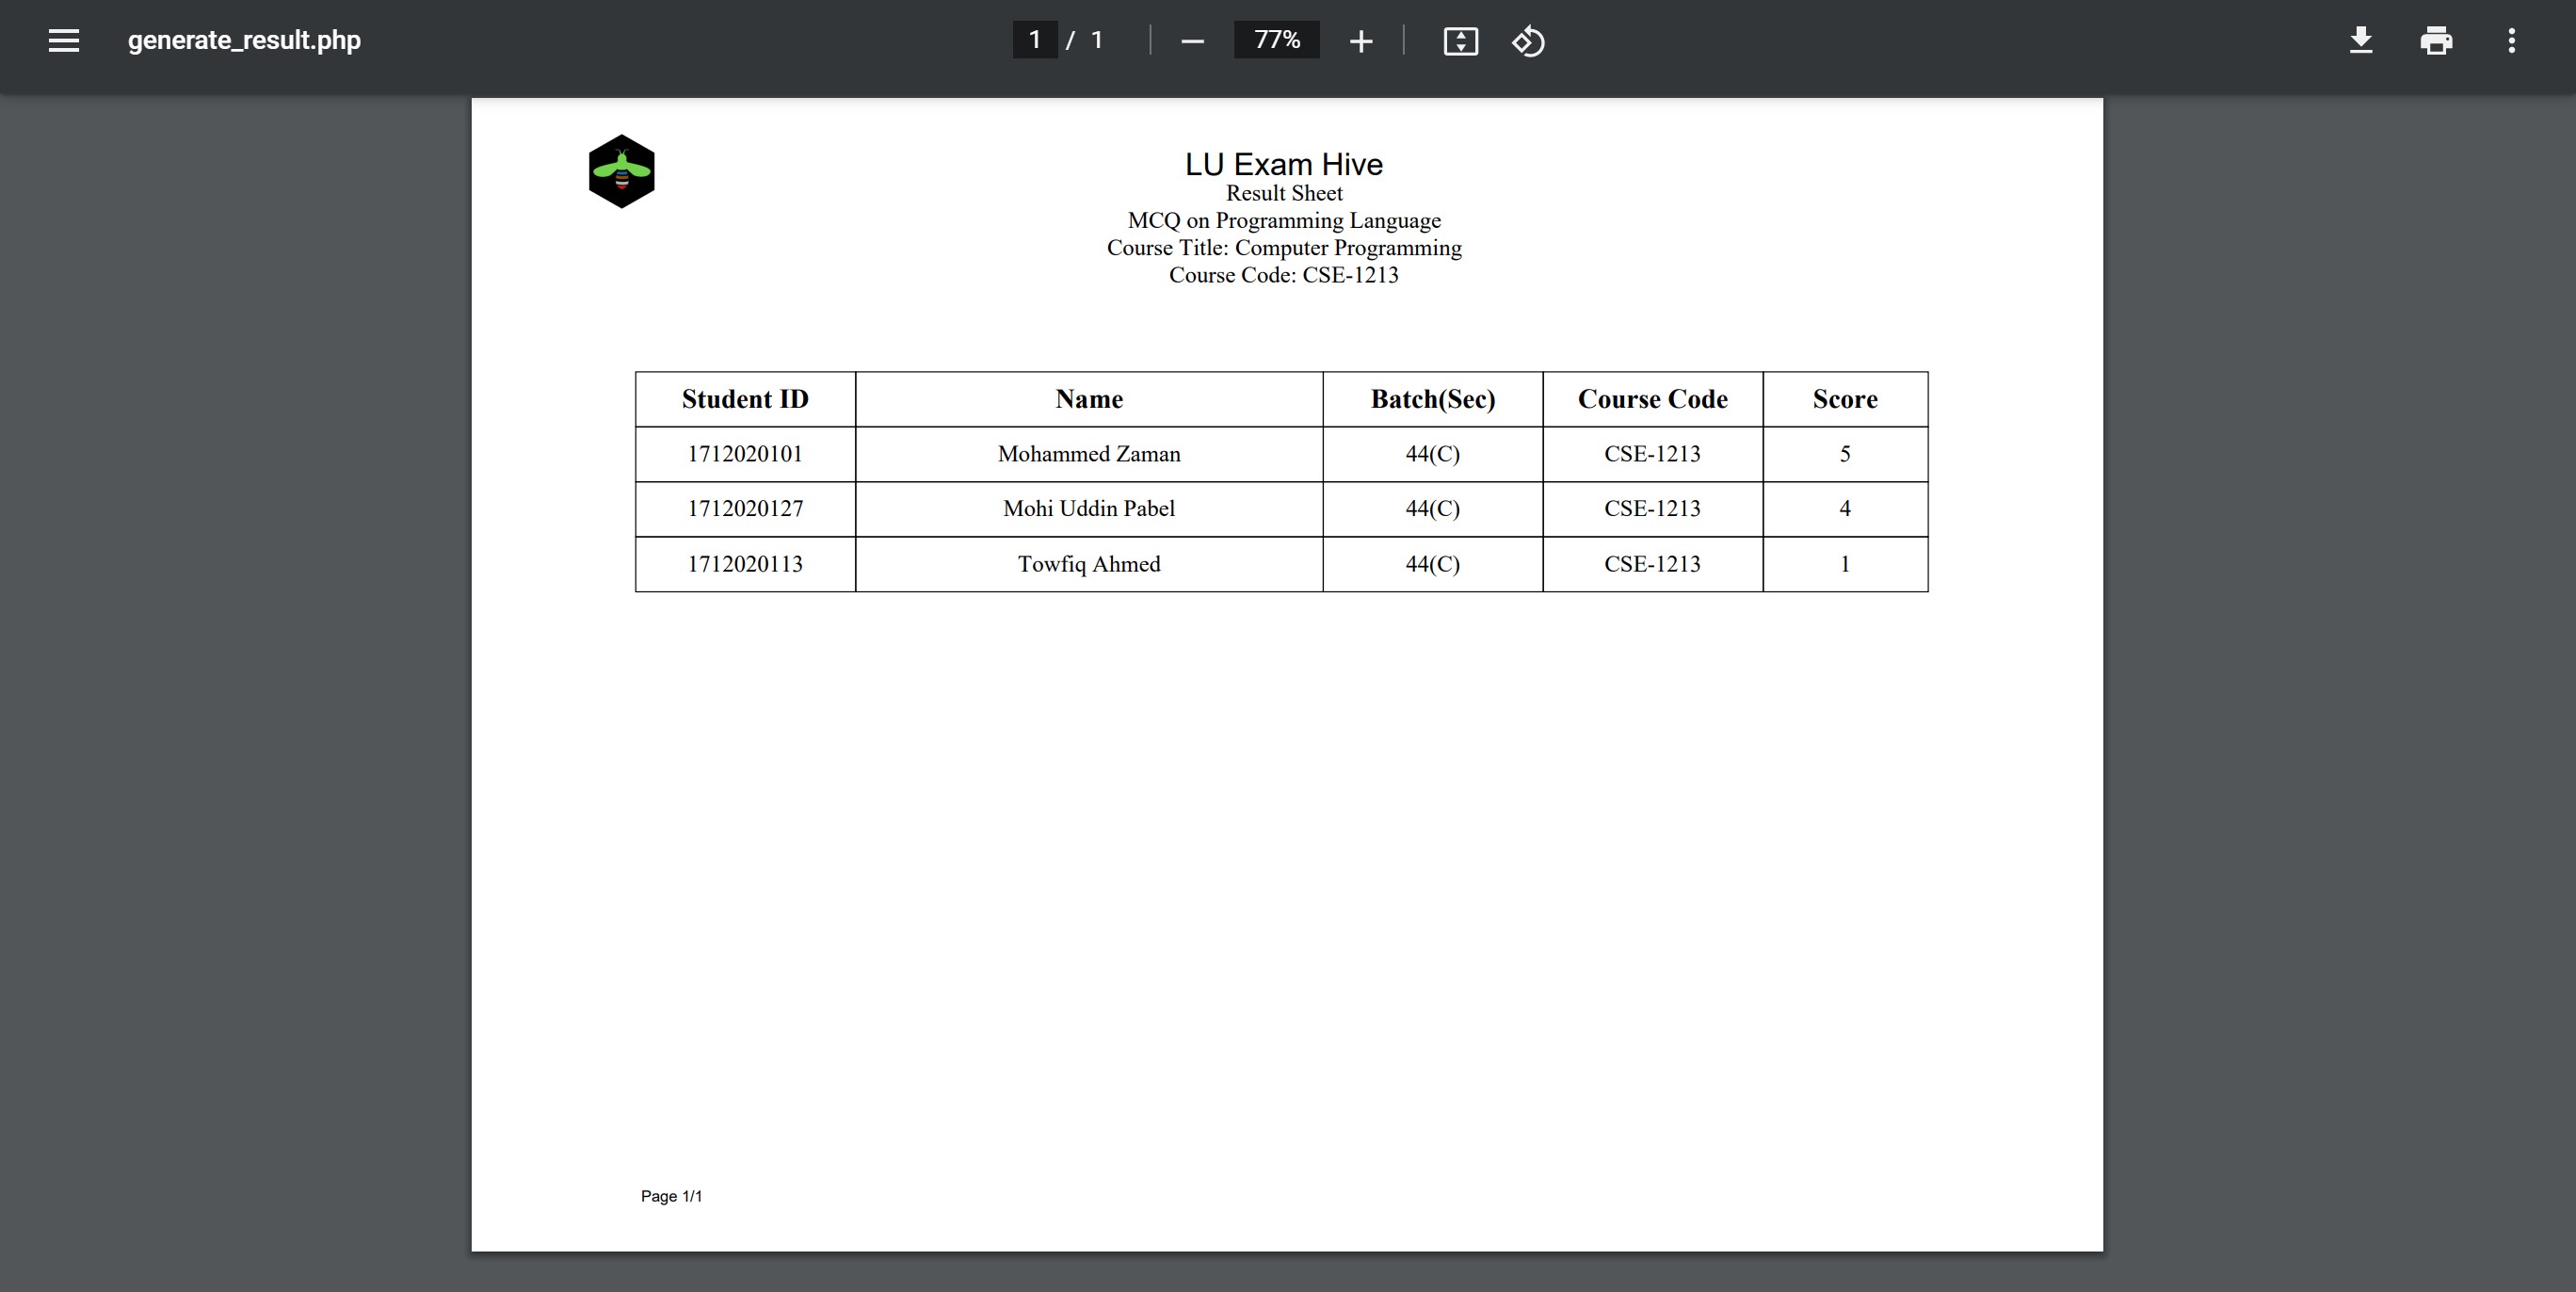 generate_result.php
1 / 1
77%
LU Exam Hive
Result Sheet
MCQ on Programming Language
Course Title: Computer Programming
Course Code: CSE-1213
Student ID Name Batch(Sec) Course Code Score
1712020101 Mohammed Zaman 44(C) CSE-1213 5
1712020127 Mohi Uddin Pabel 44(C) CSE-1213 4
1712020113 Towfiq Ahmed 44(C) CSE-1213 1
Page 1/1